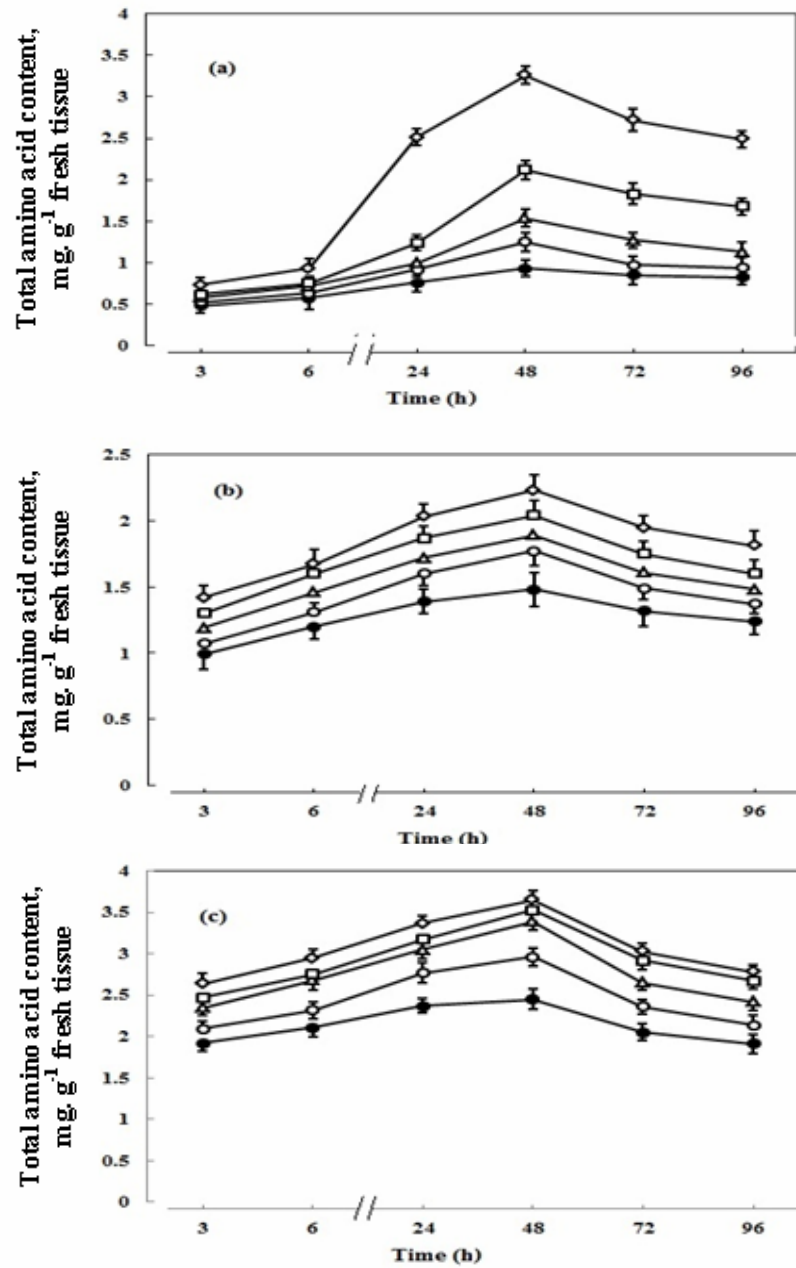 Total amino acid content,
mg. g-1 fresh tissue
4
(a)
3.5
3
2.5
2
1.5
1
0.5
0
3 6 // 24 48 72 96
Time (h)
Total amino acid content,
mg. g-1 fresh tissue
2.5
(b)
2
1.5
1
0.5
0
3 6 // 24 48 72 96
Time (h)
Total amino acid content,
mg. g-1 fresh tissue
4
3.5
(c)
3
2.5
2
1.5
1
0.5
0
3 6 // 24 48 72 96
Time (h)